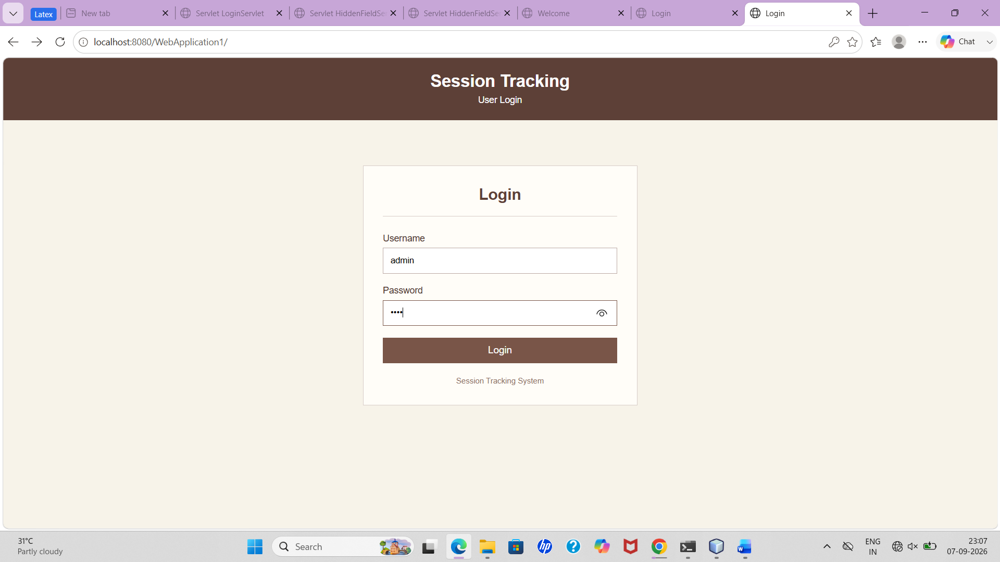 Latex
New tab
Servlet LoginServlet
Servlet HiddenFieldSe
Servlet HiddenFieldSe
Welcome
Login
Login
localhost:8080/WebApplication1/
Chat
Session Tracking
User Login
Login
Username
admin
Password
Login
Session Tracking System
31°C
Partly cloudy
Search
hp
?
W
ENG
IN
23:07
07-09-2026